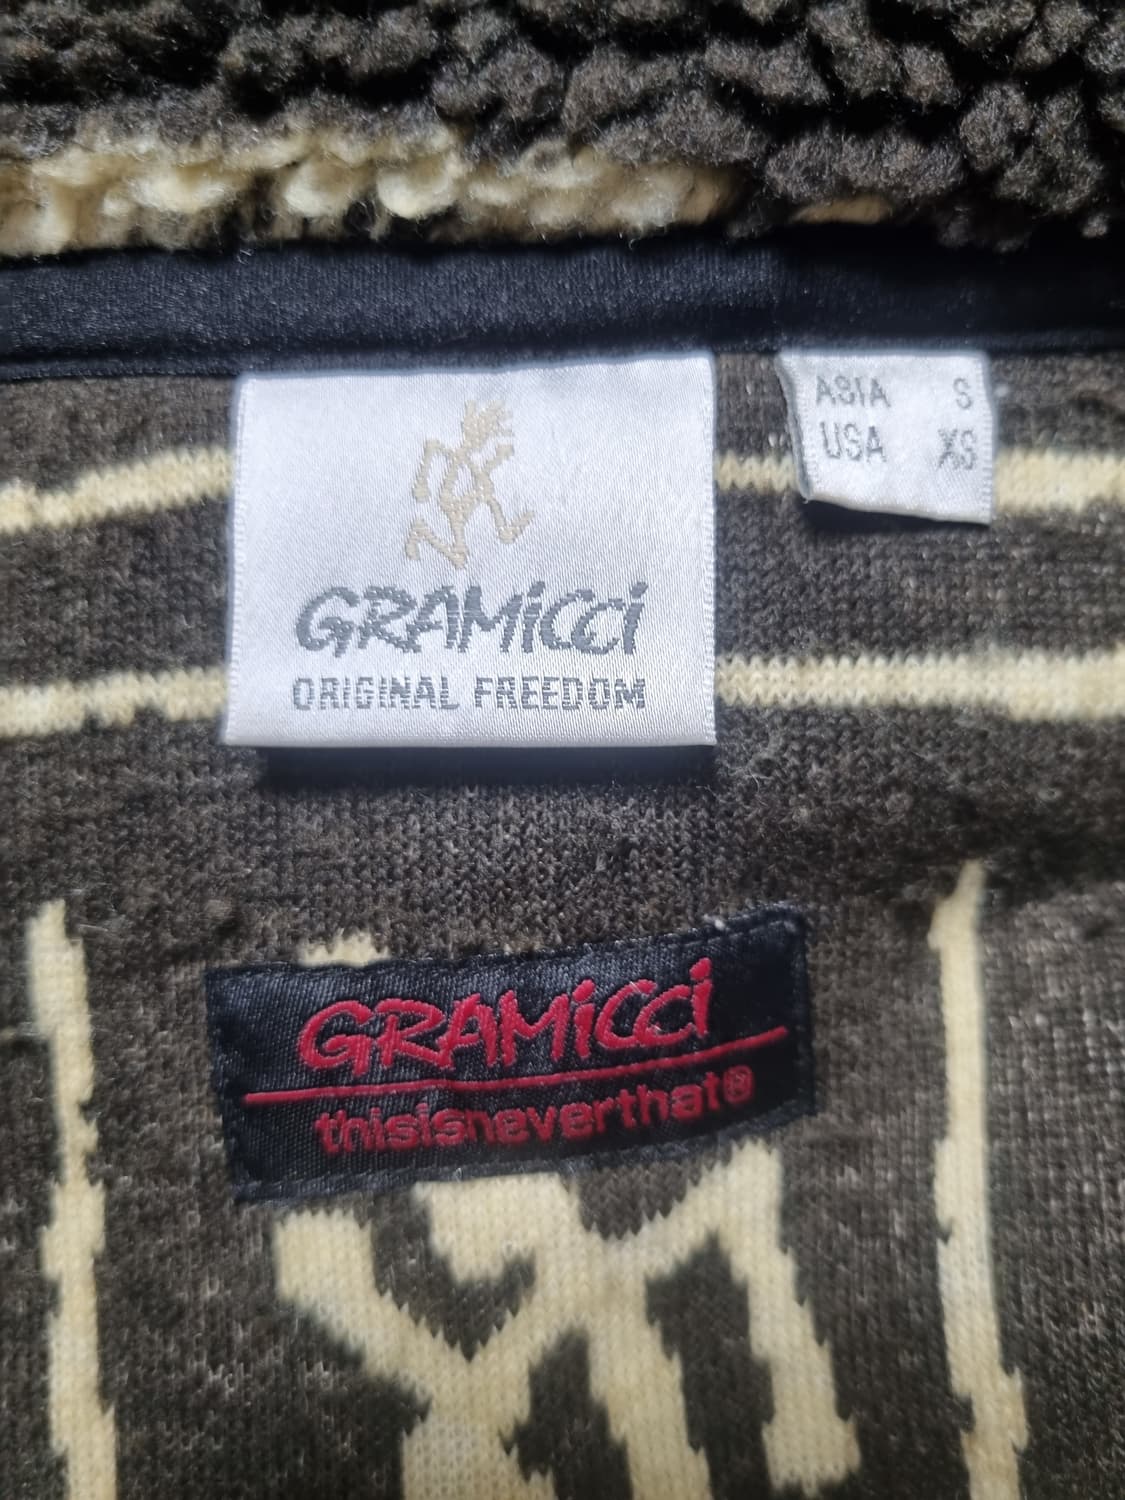 GRAMiCCi
ORIGINAL FREEDOM
ASIA S
USA XS
GRAMiCCi
thisisneverthat®